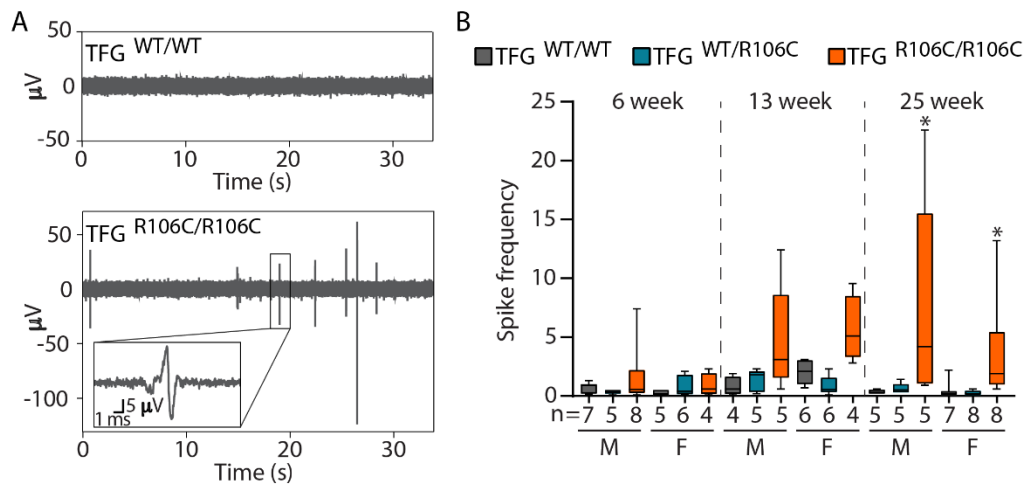 A
50
TFG WT/WT
µV
0
-50
0 10 20 30
Time (s)
TFG R106C/R106C
50
0
µV
-50
-100
1 ms 5 µV
0 10 20 30
Time (s)
B
TFG WT/WT TFG WT/R106C TFG R106C/R106C
6 week 13 week 25 week
Spike frequency
25
20
15
10
5
0
* *
n= 7 5 8 5 6 4 4 5 5 6 6 4 5 5 5 7 8 8
M F M F M F